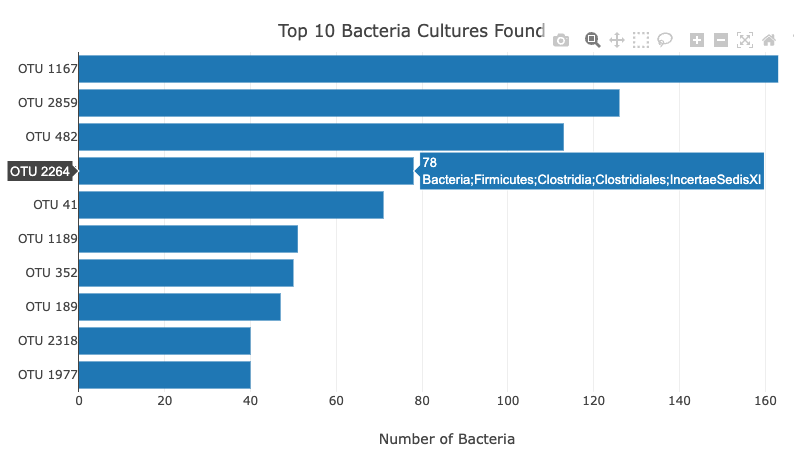 Top 10 Bacteria Cultures Found
OTU 1167
OTU 2859
OTU 482
OTU 2264
78
Bacteria;Firmicutes;Clostridia;Clostridiales;IncertaeSedisXI
OTU 41
OTU 1189
OTU 352
OTU 189
OTU 2318
OTU 1977
0 20 40 60 80 100 120 140 160
Number of Bacteria